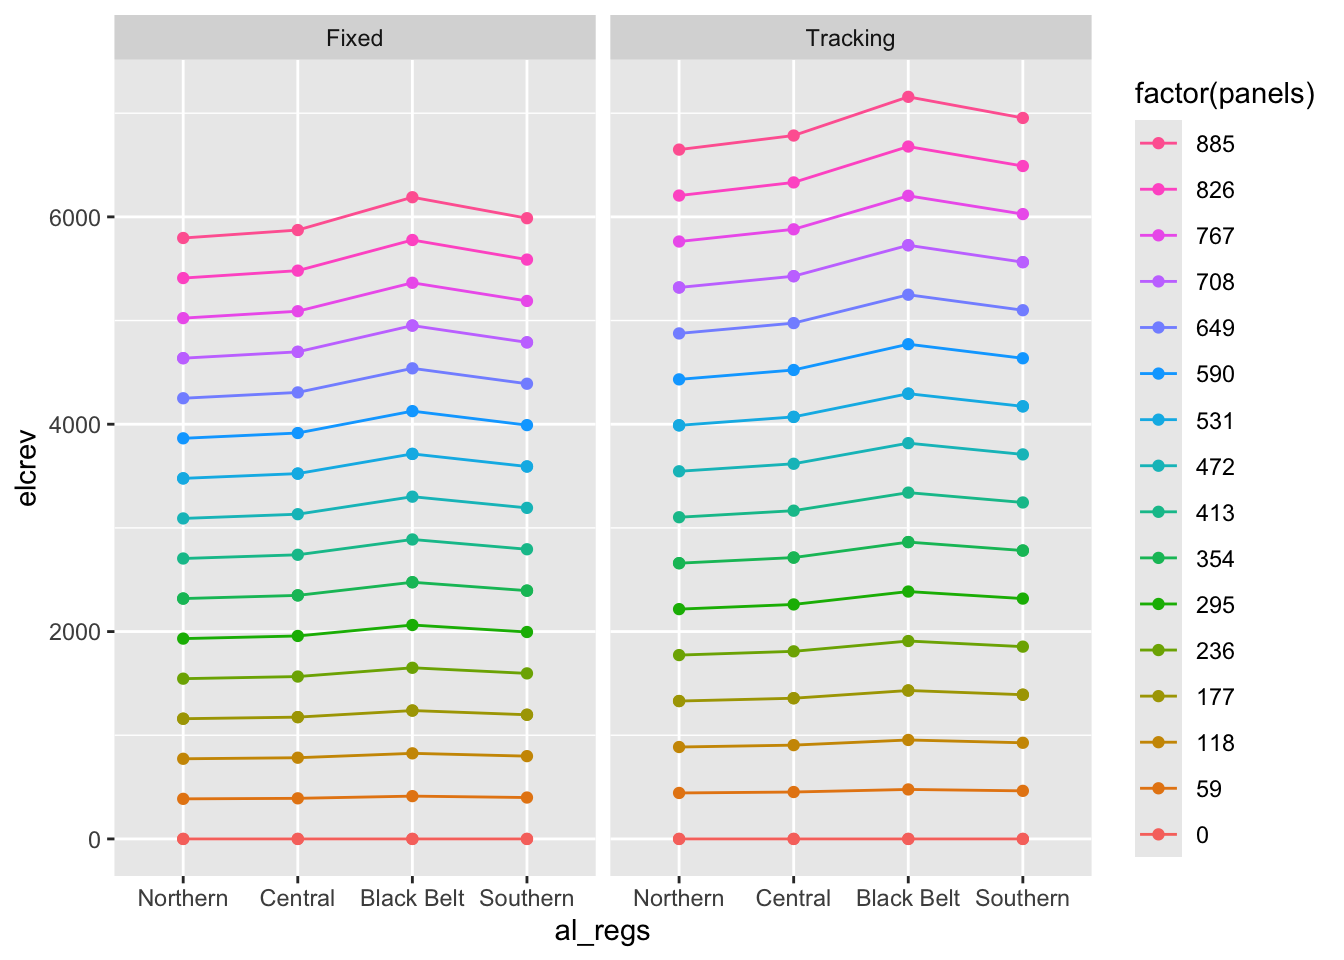 Fixed
Tracking
elcrev
6000
4000
2000
0
Northern
Central
Black Belt
Southern
Northern
Central
Black Belt
Southern
al_regs
factor(panels)
885
826
767
708
649
590
531
472
413
354
295
236
177
118
59
0